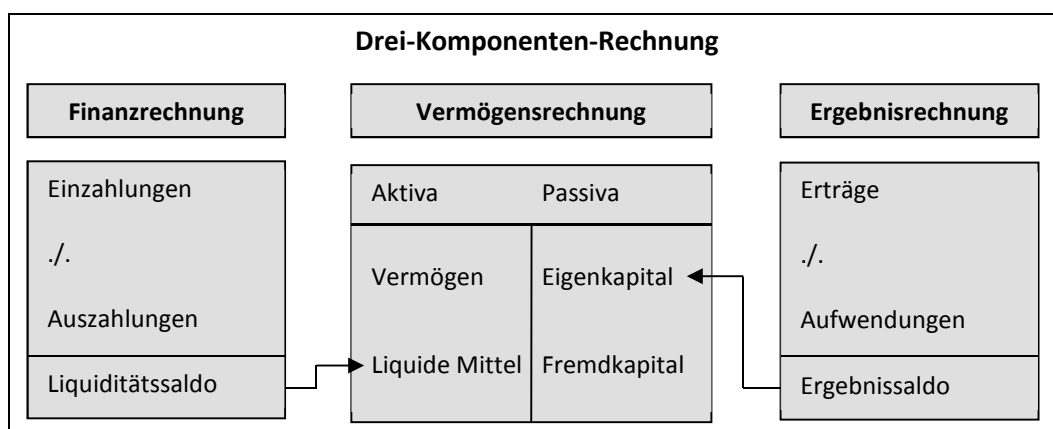 Drei-Komponenten-Rechnung
Finanzrechnung
Vermögensrechnung
Ergebnisrechnung
Einzahlungen
./.
Auszahlungen
Liquiditätssaldo
Aktiva Passiva
Vermögen Eigenkapital
Liquide Mittel Fremdkapital
Erträge
./.
Aufwendungen
Ergebnissaldo